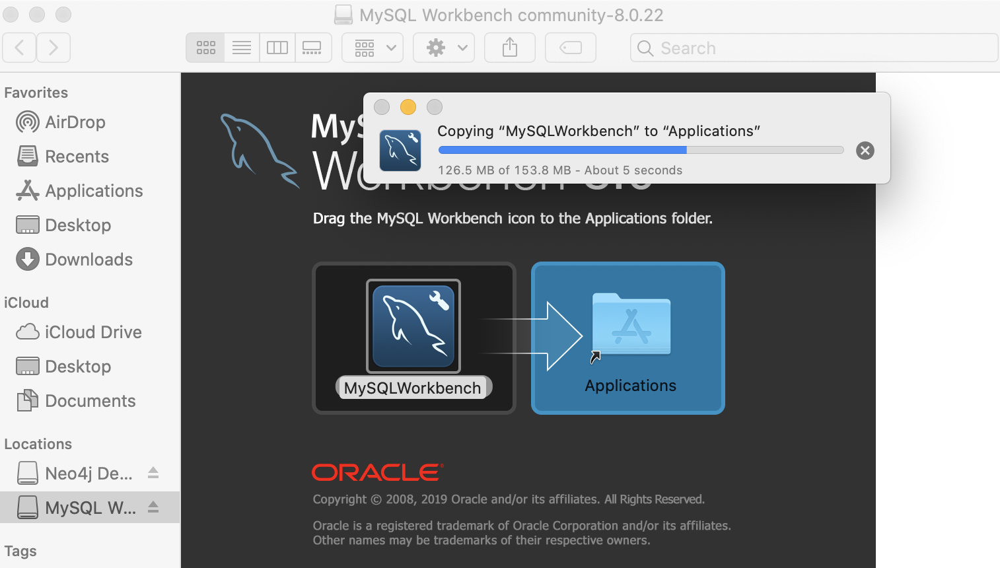 MySQL Workbench community-8.0.22
Search
Favorites
AirDrop
Recents
Applications
Desktop
Downloads
iCloud
iCloud Drive
Desktop
Documents
Locations
Neo4j De...
MySQL W...
Tags
Copying “MySQLWorkbench” to “Applications”
126.5 MB of 153.8 MB - About 5 seconds
MyS
Workbench 8.0
Drag the MySQL Workbench icon to the Applications folder.
MySQLWorkbench
Applications
ORACLE
Copyright © 2008, 2019 Oracle and/or its affiliates. All Rights Reserved.
Oracle is a registered trademark of Oracle Corporation and/or its affiliates.
Other names may be trademarks of their respective owners.